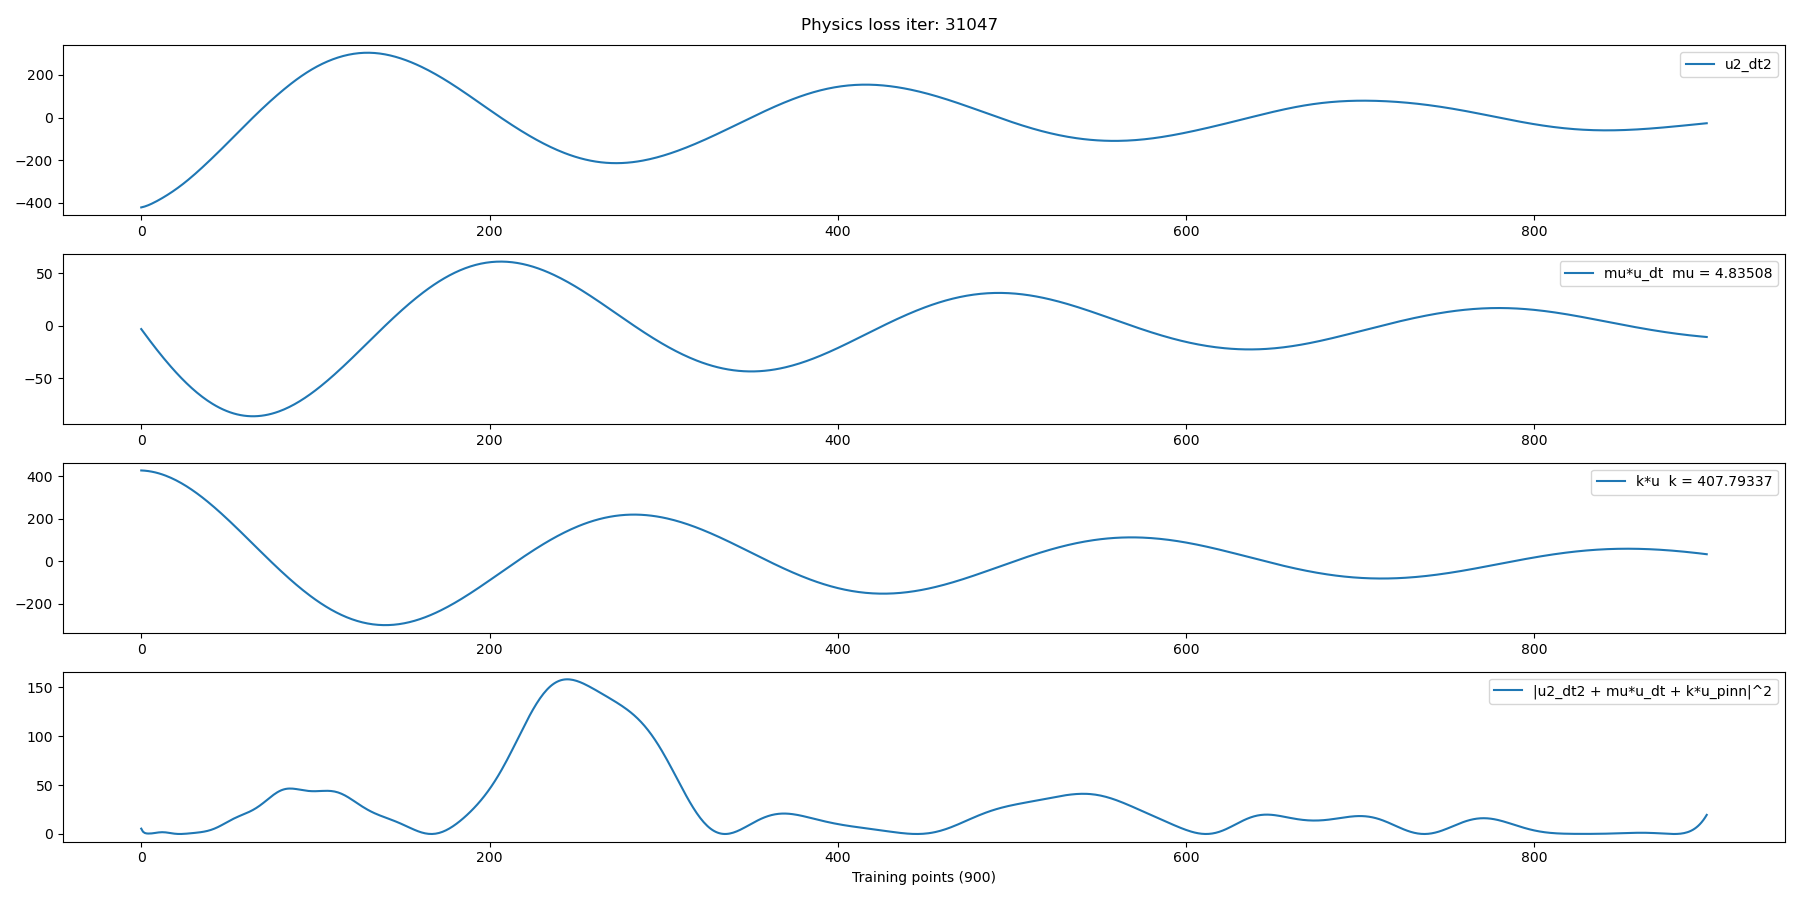 Physics loss iter: 31047
u2_dt2
200
0
−200
−400
0 200 400 600 800
mu*u_dt  mu = 4.83508
50
0
−50
0 200 400 600 800
k*u  k = 407.79337
400
200
0
−200
0 200 400 600 800
|u2_dt2 + mu*u_dt + k*u_pinn|^2
150
100
50
0
0 200 400 600 800
Training points (900)